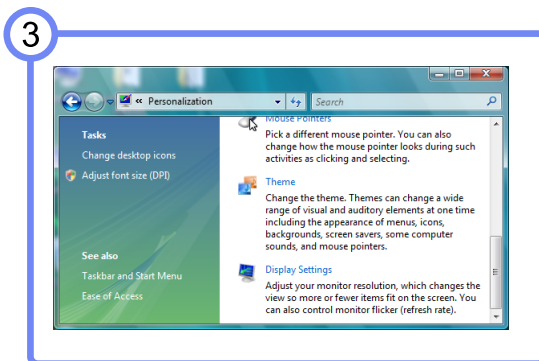 3
« Personalization
Search
Tasks
Change desktop icons
Adjust font size (DPI)
See also
Taskbar and Start Menu
Ease of Access
Mouse Pointers
Pick a different mouse pointer. You can also
change how the mouse pointer looks during such
activities as clicking and selecting.
Theme
Change the theme. Themes can change a wide
range of visual and auditory elements at one time
including the appearance of menus, icons,
backgrounds, screen savers, some computer
sounds, and mouse pointers.
Display Settings
Adjust your monitor resolution, which changes the
view so more or fewer items fit on the screen. You
can also control monitor flicker (refresh rate).